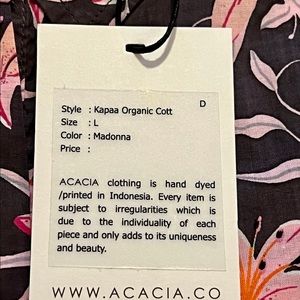 D
Style : Kapaa Organic Cott
Size : L
Color : Madonna
Price :
ACACIA clothing is hand dyed
/printed in Indonesia. Every item is
subject to irregularities which is
due to the individuality of each
piece and only adds to its uniqueness
and beauty.
WWW.ACACIA.CO